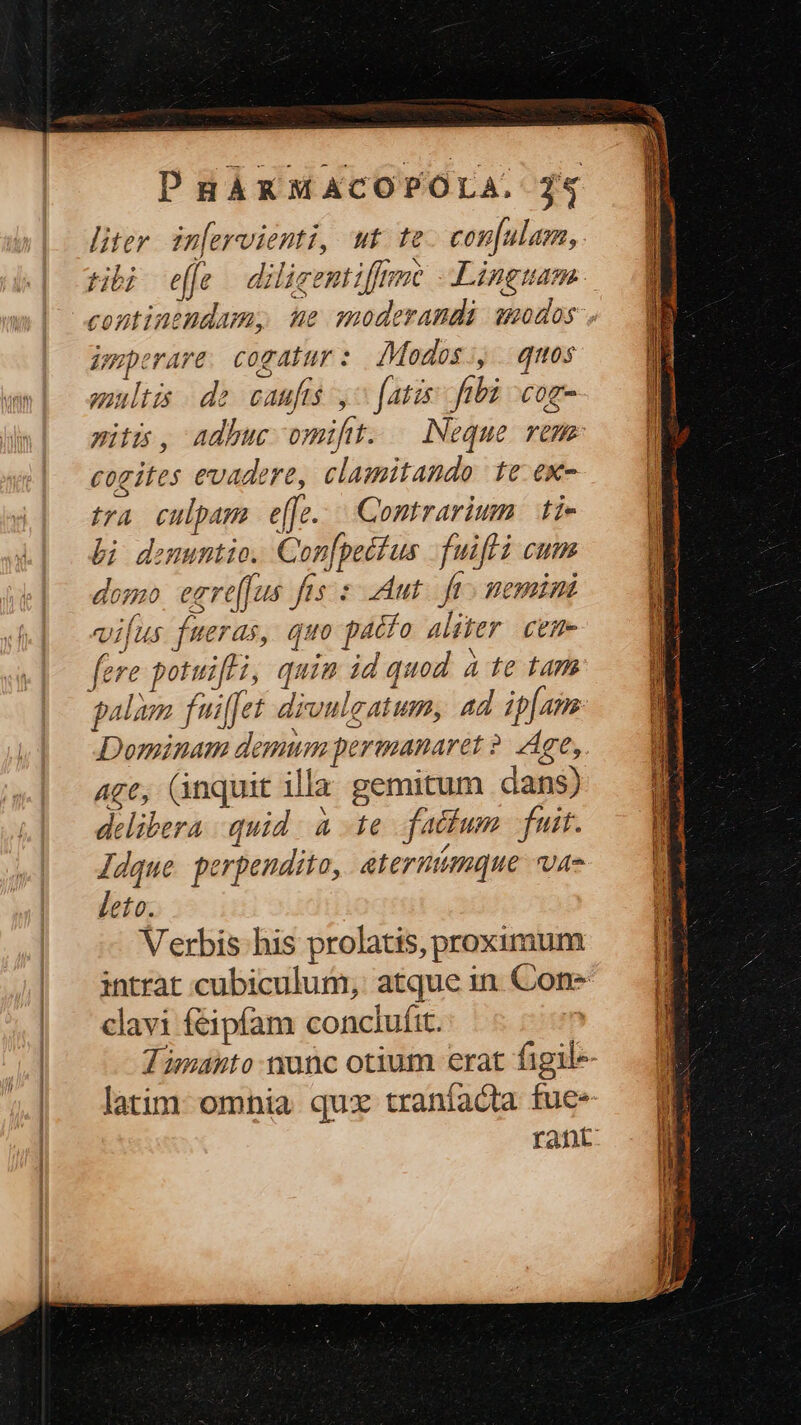 PHARMACOPOLA. 35
liter inſervienti, ut te conſulam,
tibi eſſe diligentiſſimè Linguam
continendam, ne moderandi modos,
imperare cogatur: Modos, quos
multis de cauſis, ſatis ſibi cog-
nitis, adhuc omiſit. Neque rem
cogites evadere, clamitando te ex-
tra culpam eſſe. Contrarium ti-
bi denuntio. Conſpectus fuiſti cum
domo egreſſus ſis: Aut ſi nemini
viſus fueras, quo pacto aliter cen-
ſere potuiſti, quin id quod à te tam
palàm fuiſſet divulgatum, ad ipſam
Dominam demum permanaret? Age,
age, (inquit illa gemitum dans)
delibera quid à te factum fuit.
Idque perpendito, æternúmque va-
leto.
Verbis his prolatis, proximum
intrat cubiculum, atque in Con-
clavi ſéipſam concluſit.
Timanto nunc otium erat ſigil-
latim omnia quæ tranſacta fue-
rant